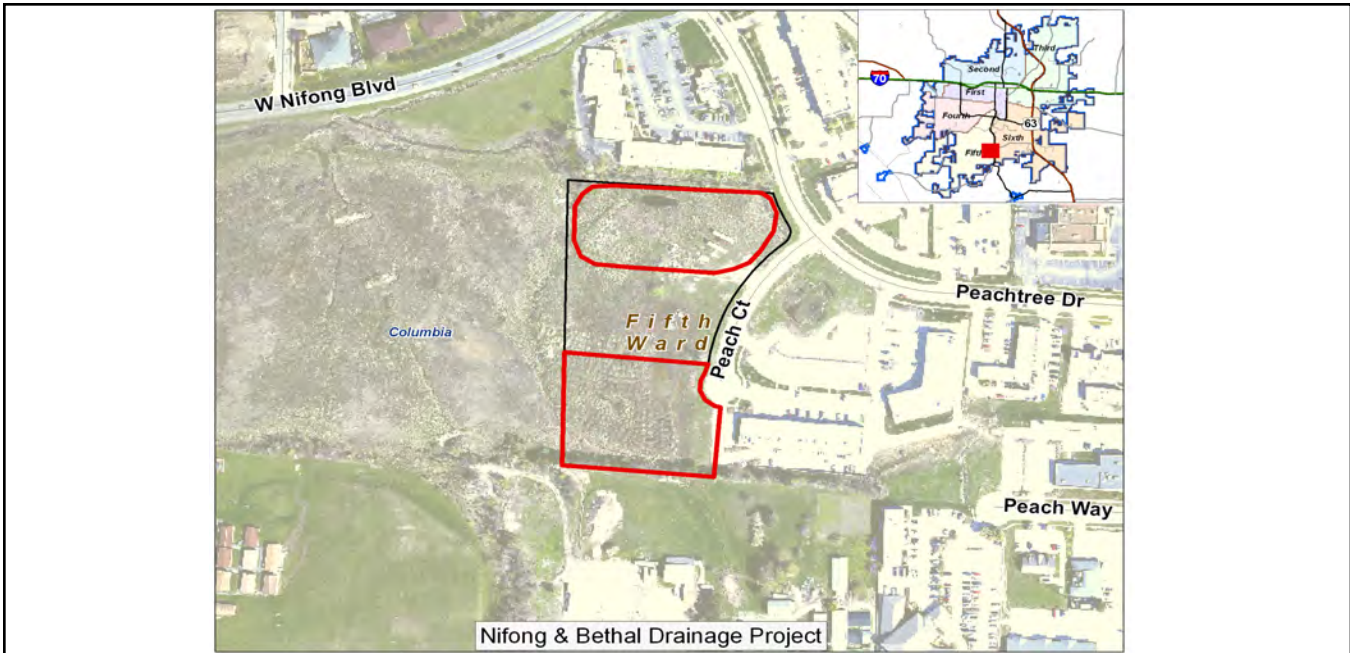 W Nifong Blvd
70
Third
Second
First
Fourth
63
Sixth
Fifth
Peachtree Dr
Peach Ct
Fifth
Ward
Columbia
Peach Way
Nifong & Bethal Drainage Project